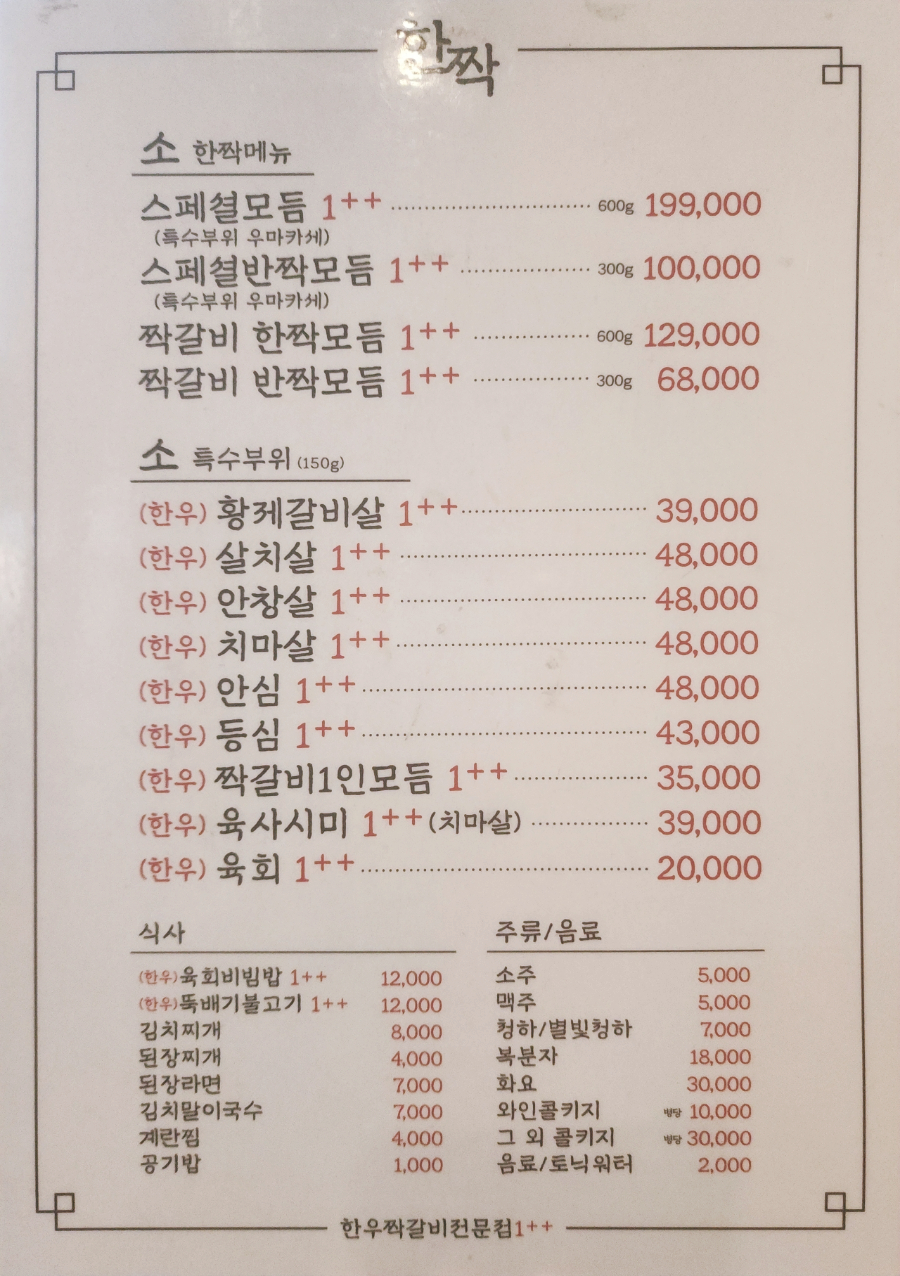 한짝
소 한짝메뉴
스페셜모듬 1++ 600g 199,000
(특수부위 우마카세)
스페셜반짝모듬 1++ 300g 100,000
(특수부위 우마카세)
짝갈비 한짝모듬 1++ 600g 129,000
짝갈비 반짝모듬 1++ 300g 68,000
소 특수부위 (150g)
(한우) 황제갈비살 1++ 39,000
(한우) 살치살 1++ 48,000
(한우) 안창살 1++ 48,000
(한우) 치마살 1++ 48,000
(한우) 안심 1++ 48,000
(한우) 등심 1++ 43,000
(한우) 짝갈비1인모듬 1++ 35,000
(한우) 육사시미 1++ (치마살) 39,000
(한우) 육회 1++ 20,000
식사
(한우)육회비빔밥 1++ 12,000
(한우)뚝배기불고기 1++ 12,000
김치찌개 8,000
된장찌개 4,000
된장라면 7,000
김치말이국수 7,000
계란찜 4,000
공기밥 1,000
주류/음료
소주 5,000
맥주 5,000
청하/별빛청하 7,000
복분자 18,000
화요 30,000
와인콜키지 병당 10,000
그 외 콜키지 병당 30,000
음료/토닉워터 2,000
한우짝갈비전문점1++